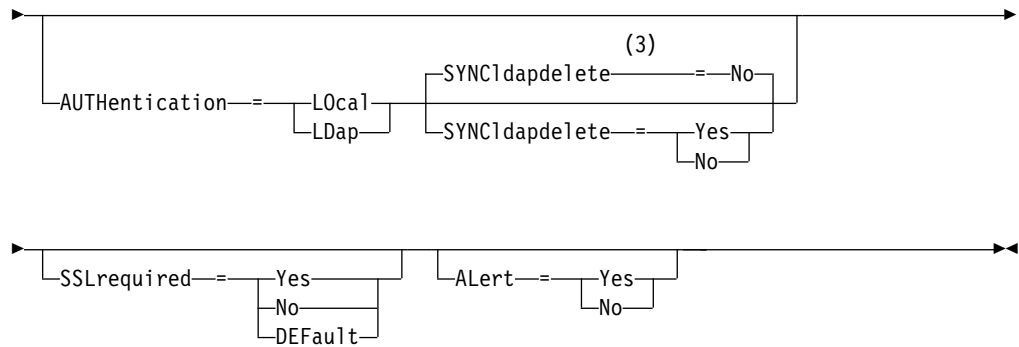 (3)
SYNCldapdelete = No
AUTHentication = LOcal
LDap
SYNCldapdelete = Yes
No
SSLrequired = Yes
No
DEFault
ALert = Yes
No